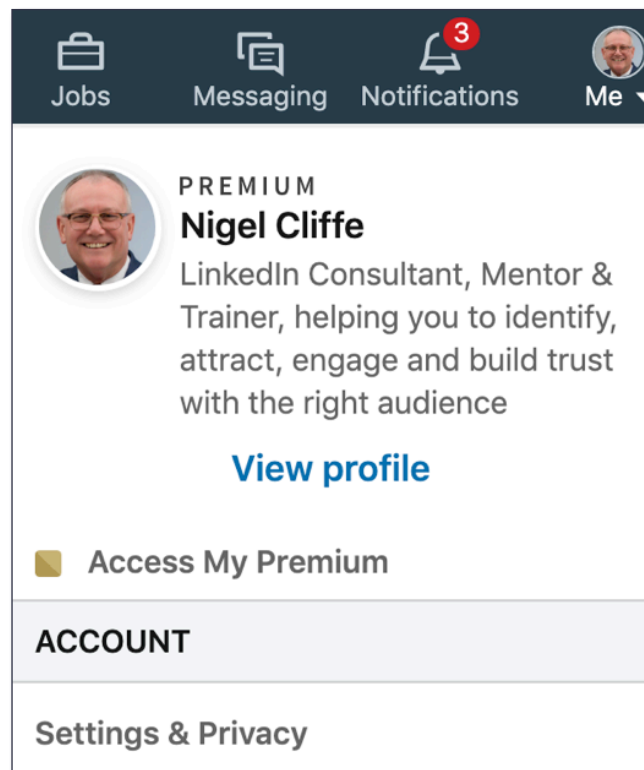 3
Jobs Messaging Notifications Me
PREMIUM
Nigel Cliffe
LinkedIn Consultant, Mentor &
Trainer, helping you to identify,
attract, engage and build trust
with the right audience
View profile
Access My Premium
ACCOUNT
Settings & Privacy